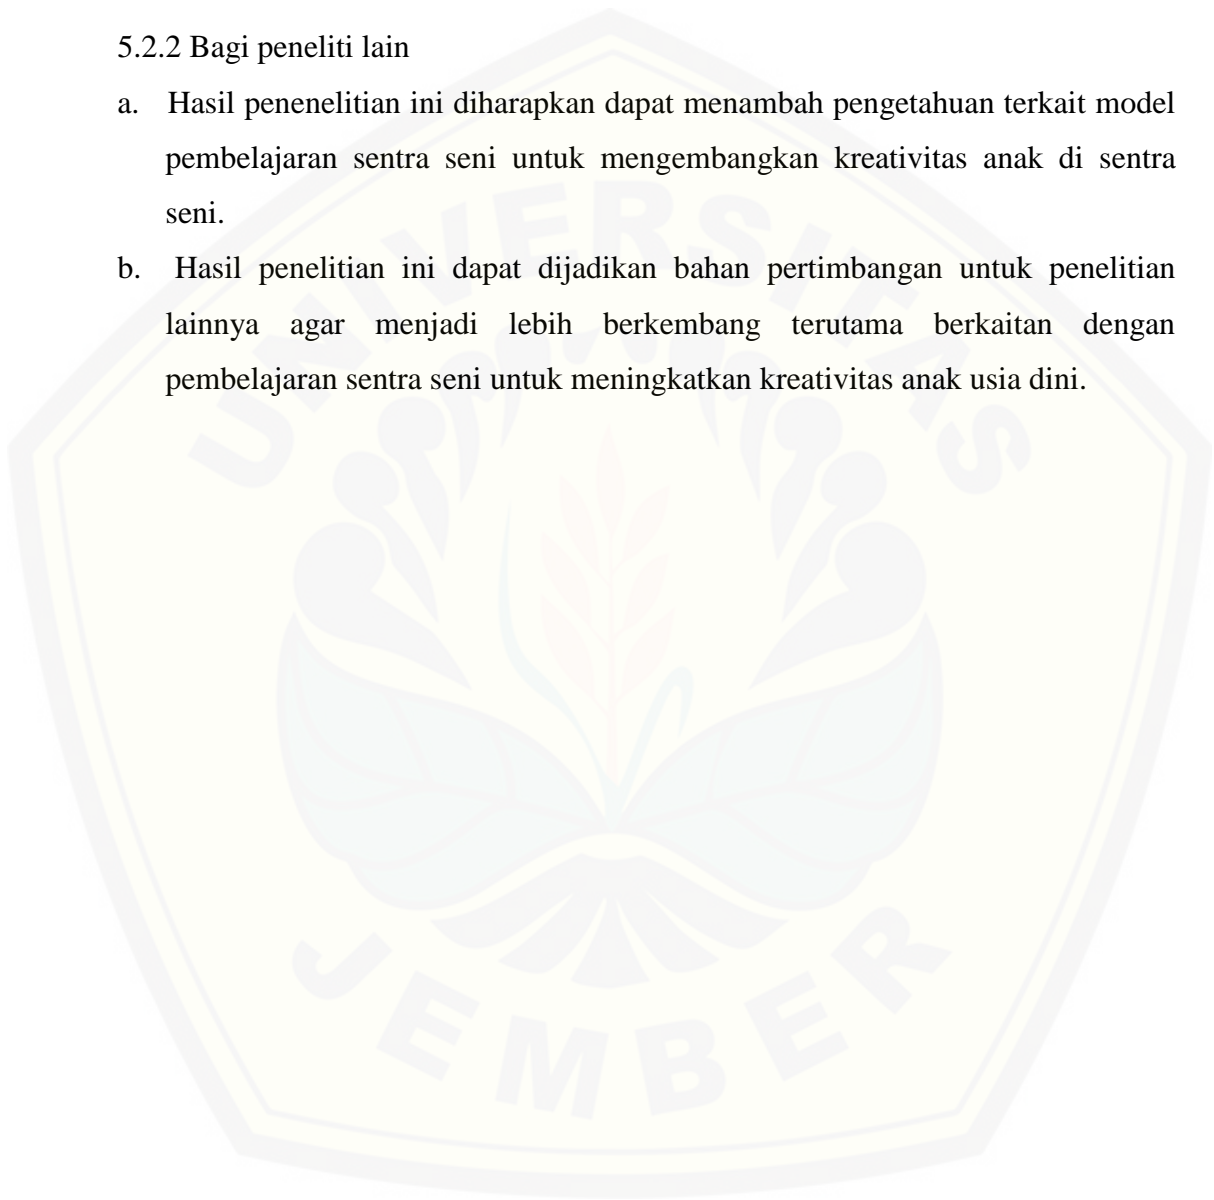 5.2.2 Bagi peneliti lain
a. Hasil penenelitian ini diharapkan dapat menambah pengetahuan terkait model
pembelajaran sentra seni untuk mengembangkan kreativitas anak di sentra
seni.
b. Hasil penelitian ini dapat dijadikan bahan pertimbangan untuk penelitian
lainnya agar menjadi lebih berkembang terutama berkaitan dengan
pembelajaran sentra seni untuk meningkatkan kreativitas anak usia dini.
UNIVERSITAS
JEMBER